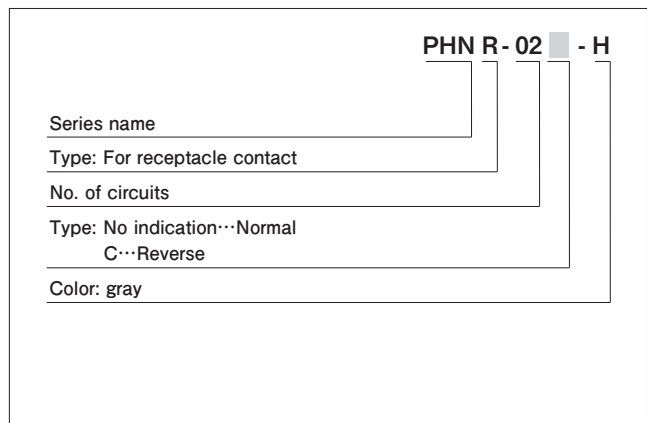 PHN R - 02 - H
Series name
Type: For receptacle contact
No. of circuits
Type: No indication···Normal
C···Reverse
Color: gray